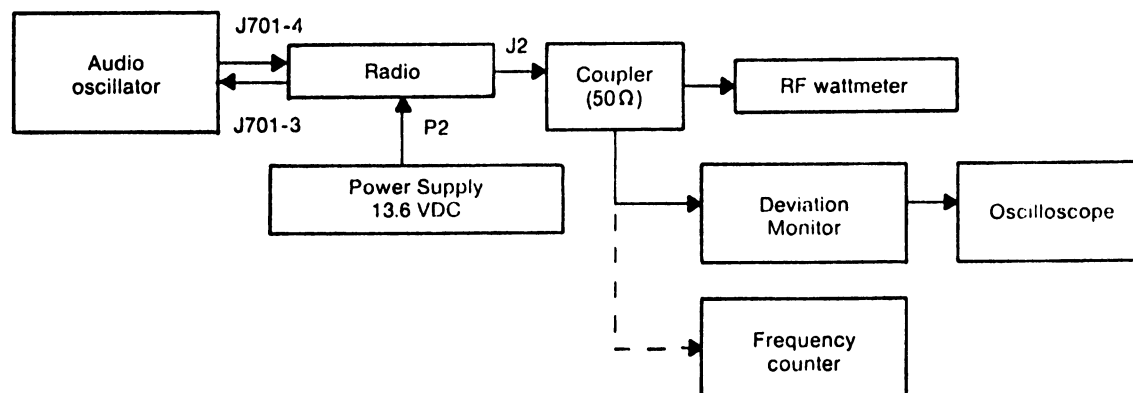 J701-4
J2
Audio
oscillator
Radio
Coupler
(50Ω)
RF wattmeter
J701-3
P2
Power Supply
13.6 VDC
Deviation
Monitor
Oscilloscope
Frequency
counter